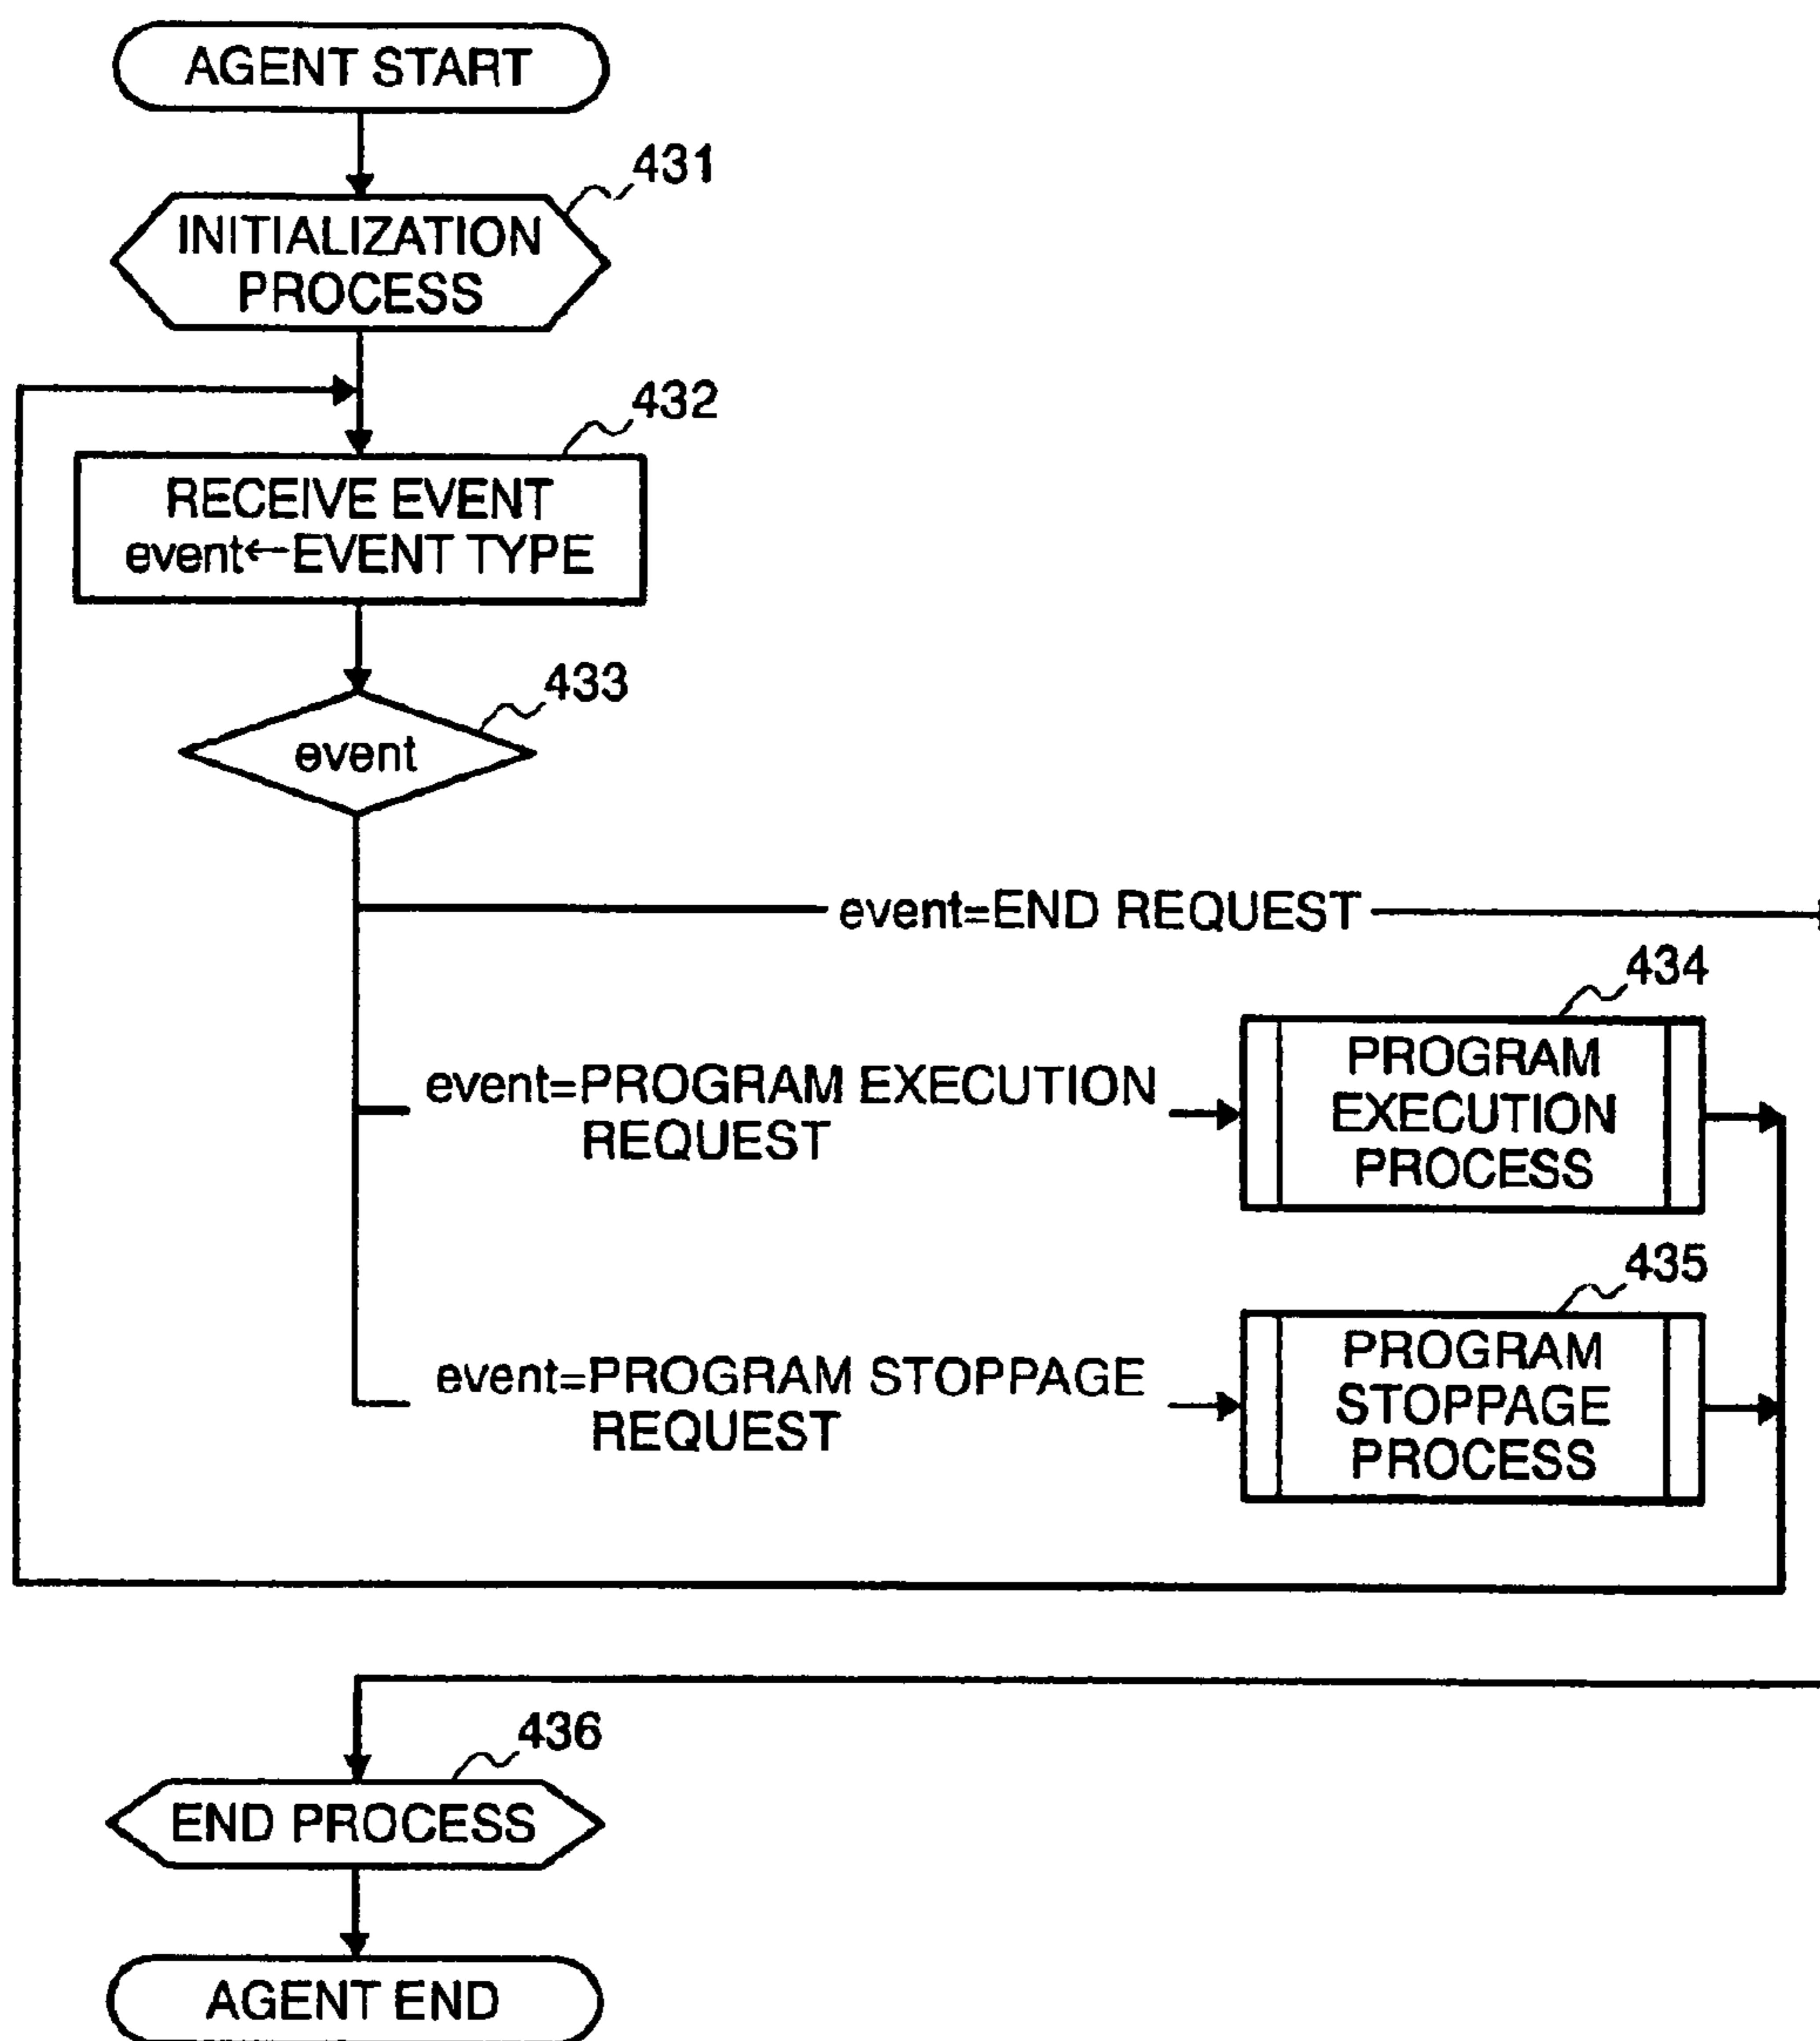 AGENT START
431
INITIALIZATION
PROCESS
432
RECEIVE EVENT
event←EVENT TYPE
433
event
event=END REQUEST
434
event=PROGRAM EXECUTION
REQUEST
PROGRAM
EXECUTION
PROCESS
435
event=PROGRAM STOPPAGE
REQUEST
PROGRAM
STOPPAGE
PROCESS
436
END PROCESS
AGENT END